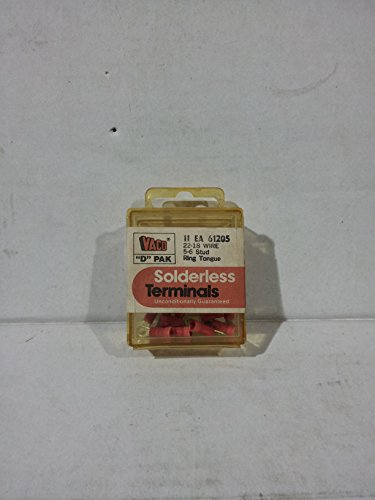 VACO®
"D" PAK
11 EA 61205
22-18 WIRE
5-6 Stud
Ring Tongue
Solderless
Terminals
Unconditionally Guaranteed